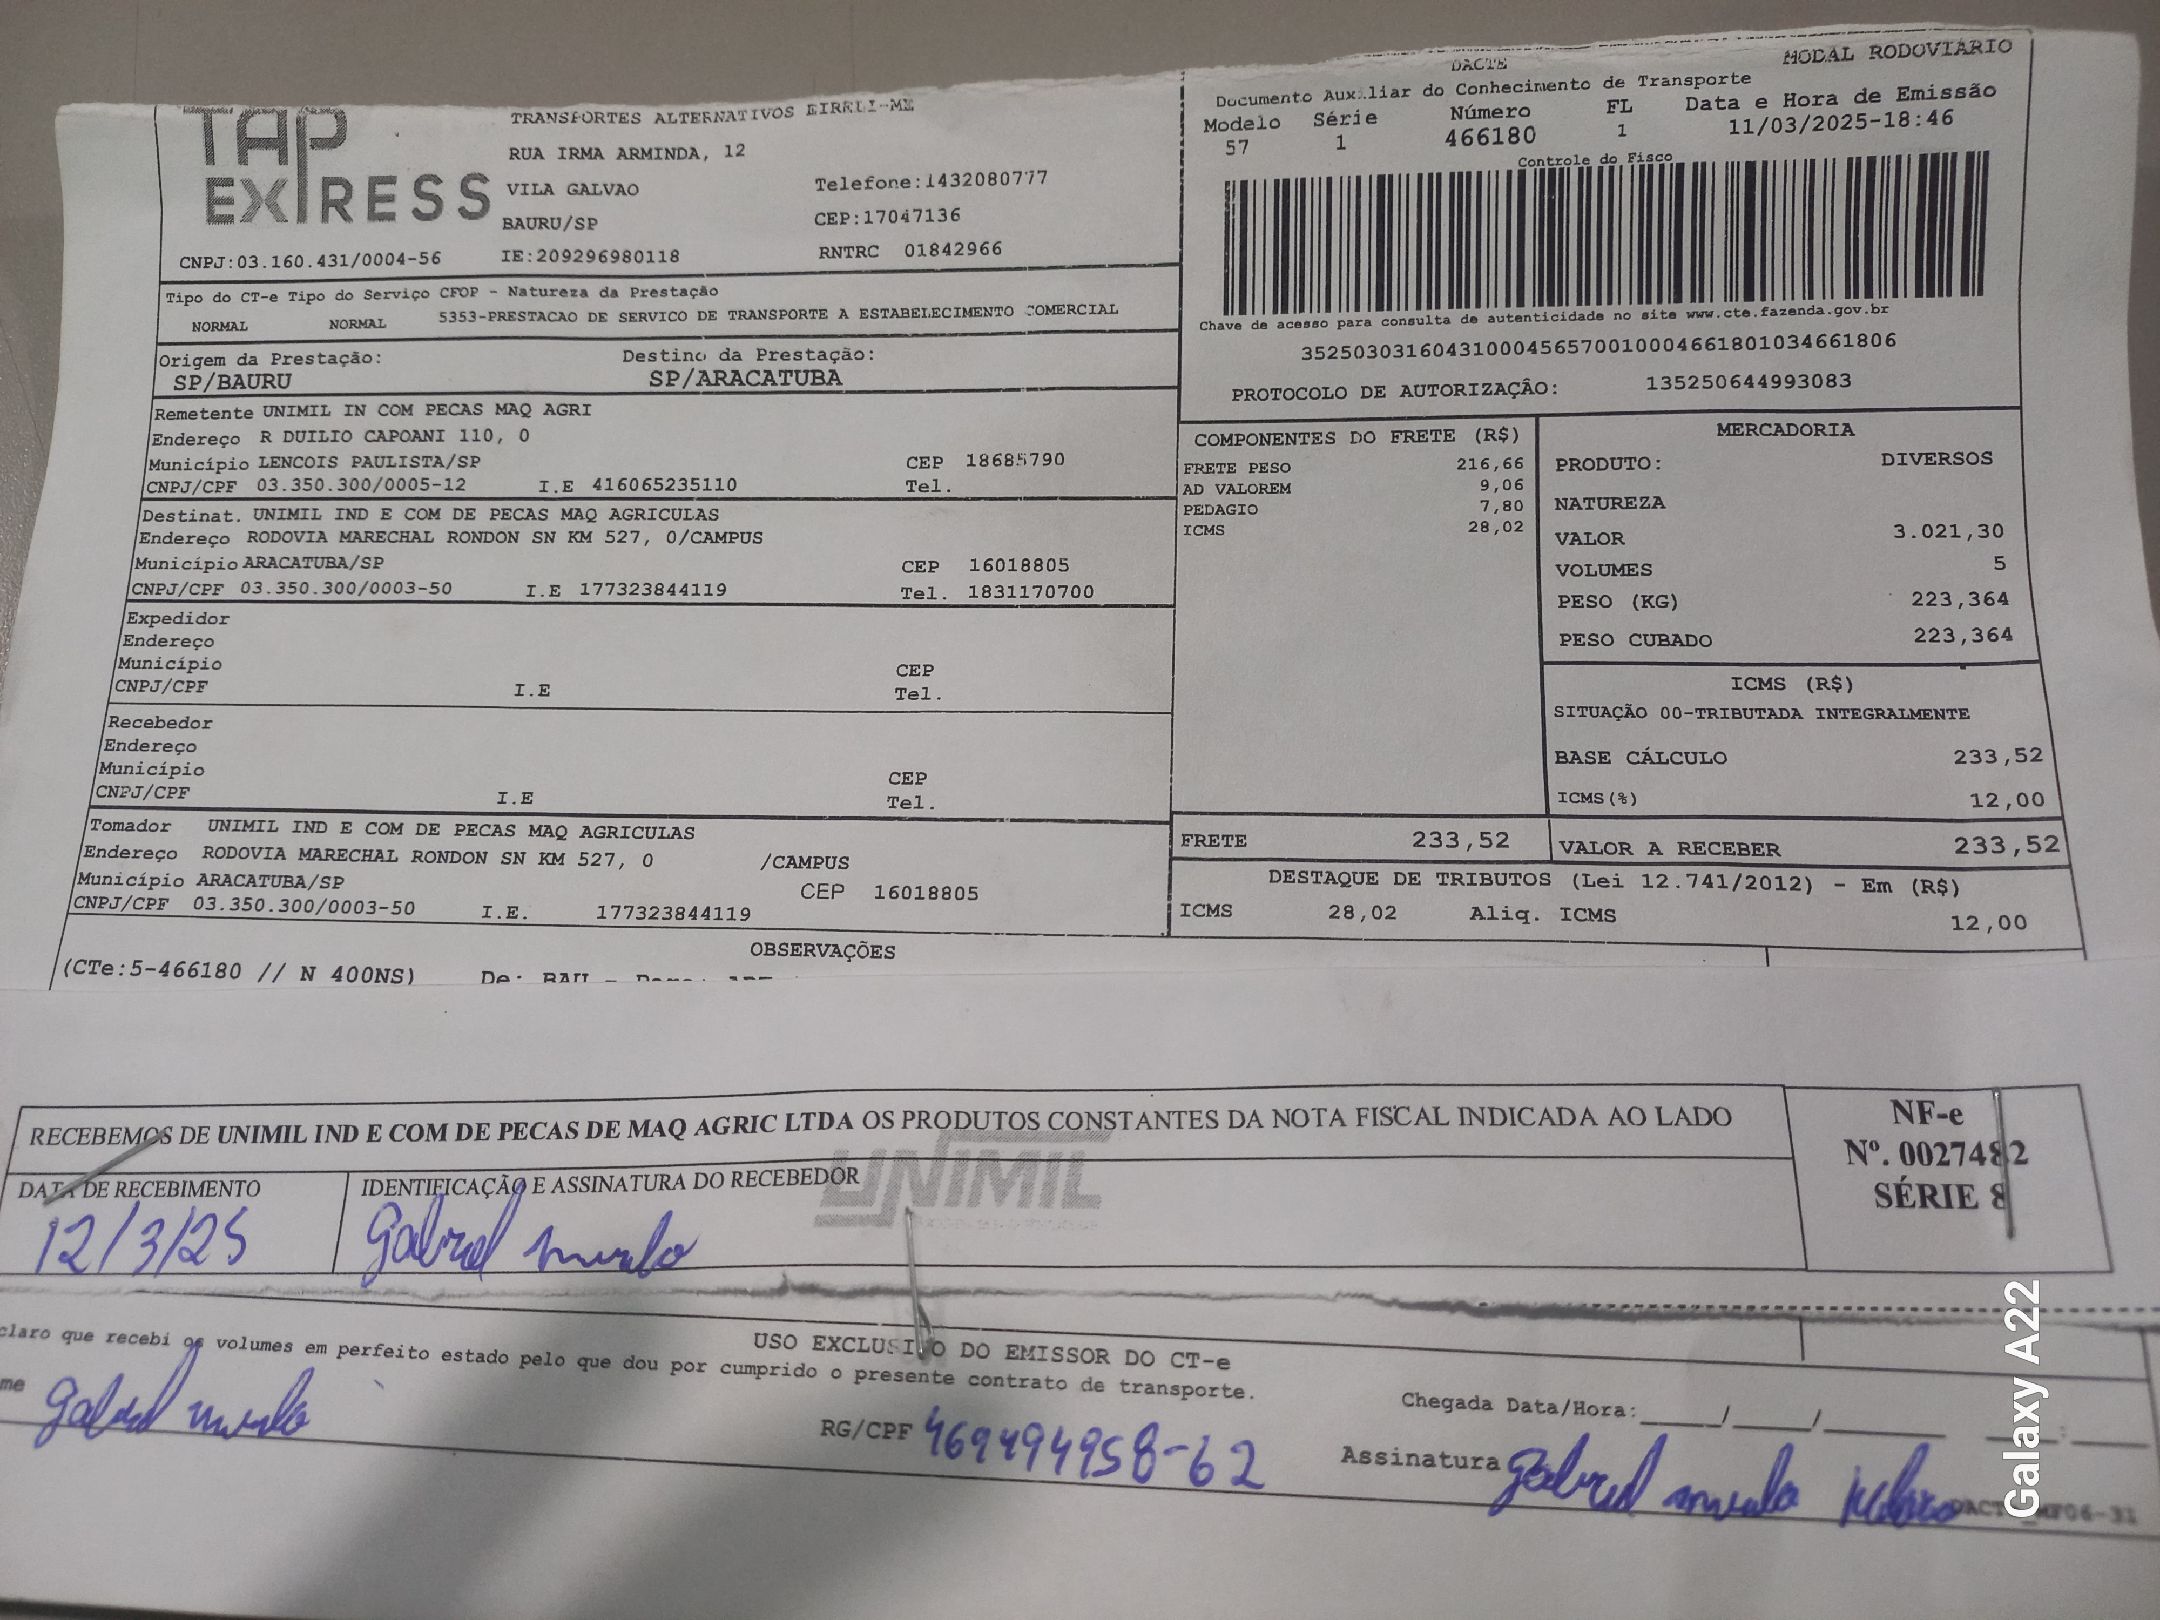 TAP EXPRESS
TRANSPORTES ALTERNATIVOS EIRELI-ME
RUA IRMA ARMINDA, 12
VILA GALVAO
Telefone:1432080777
BAURU/SP
CEP:17047136
CNPJ:03.160.431/0004-56
IE:209296980118
RNTRC 01842966
MODAL RODOVIARIO
DACTE
Documento Auxiliar do Conhecimento de Transporte
Modelo Série Número FL Data e Hora de Emissão
57 1 466180 1 11/03/2025-18:46
Controle do Fisco
Chave de acesso para consulta de autenticidade no site www.cte.fazenda.gov.br
35250303160431000456570010004661801034661806
PROTOCOLO DE AUTORIZAÇÂO: 135250644993083
Tipo do CT-e Tipo do Serviço CFOP - Natureza da Prestação
NORMAL NORMAL 5353-PRESTACAO DE SERVICO DE TRANSPORTE A ESTABELECIMENTO COMERCIAL
Origem da Prestação: Destino da Prestação:
SP/BAURU SP/ARACATUBA
Remetente UNIMIL IN COM PECAS MAQ AGRI
Endereço R DUILIO CAPOANI 110, 0
Município LENCOIS PAULISTA/SP CEP 18685790
CNPJ/CPF 03.350.300/0005-12 I.E 416065235110 Tel.
Destinat. UNIMIL IND E COM DE PECAS MAQ AGRICULAS
Endereço RODOVIA MARECHAL RONDON SN KM 527, 0/CAMPUS
Município ARACATUBA/SP CEP 16018805
CNPJ/CPF 03.350.300/0003-50 I.E 177323844119 Tel. 1831170700
Expedidor
Endereço
Município CEP
CNPJ/CPF I.E Tel.
Recebedor
Endereço
Município CEP
CNPJ/CPF I.E Tel.
Tomador UNIMIL IND E COM DE PECAS MAQ AGRICULAS
Endereço RODOVIA MARECHAL RONDON SN KM 527, 0 /CAMPUS
Município ARACATUBA/SP CEP 16018805
CNPJ/CPF 03.350.300/0003-50 I.E. 177323844119
COMPONENTES DO FRETE (R$)
FRETE PESO 216,66
AD VALOREM 9,06
PEDAGIO 7,80
ICMS 28,02
MERCADORIA
PRODUTO: DIVERSOS
NATUREZA
VALOR 3.021,30
VOLUMES 5
PESO (KG) 223,364
PESO CUBADO 223,364
ICMS (R$)
SITUAÇÃO 00-TRIBUTADA INTEGRALMENTE
BASE CÁLCULO 233,52
ICMS(%) 12,00
FRETE 233,52 VALOR A RECEBER 233,52
DESTAQUE DE TRIBUTOS (Lei 12.741/2012) - Em (R$)
ICMS 28,02 Aliq. ICMS 12,00
OBSERVAÇÕES
(CTe:5-466180 // N 400NS) De: BAU -
RECEBEMOS DE UNIMIL IND E COM DE PECAS DE MAQ AGRIC LTDA OS PRODUTOS CONSTANTES DA NOTA FISCAL INDICADA AO LADO
NF-e
Nº. 0027482
SÉRIE 8
DATA DE RECEBIMENTO IDENTIFICAÇÃO E ASSINATURA DO RECEBEDOR
UNIMIL
12/3/25 Gabriel murilo
USO EXCLUSIVO DO EMISSOR DO CT-e
claro que recebi os volumes em perfeito estado pelo que dou por cumprido o presente contrato de transporte.
me Gabriel murilo
RG/CPF 469494958-62
Chegada Data/Hora:____/____/______ ____:____
Assinatura Gabriel murilo
Galaxy A22